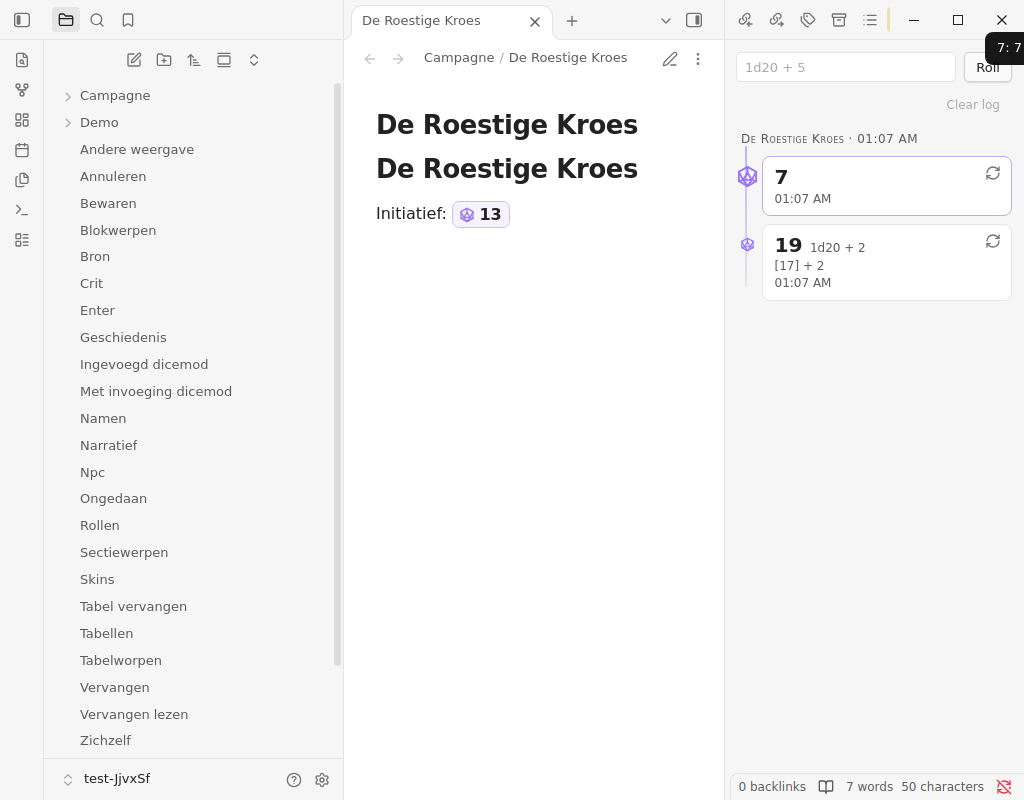 De Roestige Kroes
7: 7
Campagne / De Roestige Kroes
1d20 + 5
Roll
Clear log
Campagne
Demo
Andere weergave
Annuleren
Bewaren
Blokwerpen
Bron
Crit
Enter
Geschiedenis
Ingevoegd dicemod
Met invoeging dicemod
Namen
Narratief
Npc
Ongedaan
Rollen
Sectiewerpen
Skins
Tabel vervangen
Tabellen
Tabelworpen
Vervangen
Vervangen lezen
Zichzelf
test-JjvxSf
De Roestige Kroes
De Roestige Kroes
Initiatief: 13
De Roestige Kroes · 01:07 AM
7
01:07 AM
19 1d20 + 2
[17] + 2
01:07 AM
0 backlinks 7 words 50 characters